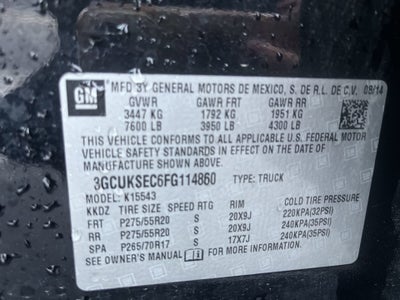 GM
MFD BY GENERAL MOTORS DE MEXICO, S. DE R.L. DE C.V. 09/14
GVWR GAWR FRT GAWR RR
3447 KG 1792 KG 1951 KG
7600 LB 3950 LB 4300 LB
THIS VEHICLE CONFORMS TO ALL APPLICABLE U.S. FEDERAL MOTOR
VEHICLE SAFETY STANDARDS IN EFFECT ON THE DATE OF
MANUFACTURE SHOWN ABOVE.
3GCUKSEC6FG114860 TYPE: TRUCK
MODEL: K15543
KKDZ TIRE SIZE SPEED RTG RIM COLD TIRE PRESSURE
FRT P275/55R20 S 20X9J 220KPA(32PSI)
RR P275/55R20 S 20X9J 240KPA(35PSI)
SPA P265/70R17 S 17X7J 240KPA(35PSI)
SEE OWNER'S MANUAL FOR MORE INFORMATION.